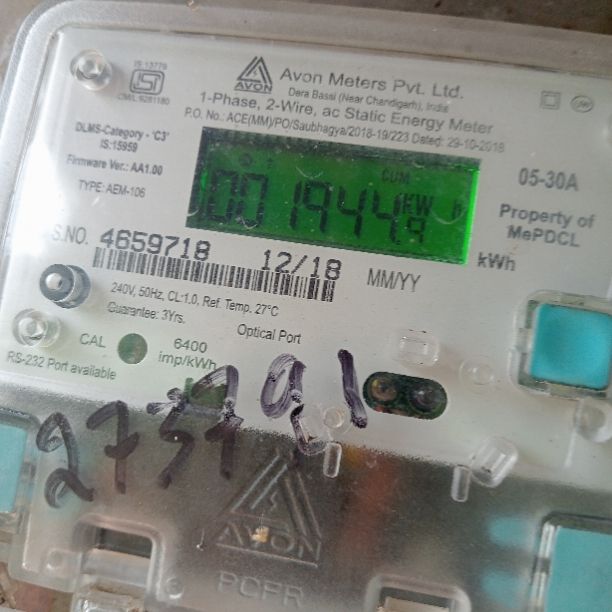 IS:13779
CM/L:9281180
AVON
Avon Meters Pvt. Ltd.
Dera Bassi (Near Chandigarh), India
1-Phase, 2-Wire, ac Static Energy Meter
P.O. No.: ACE(MM)/PO/Saubhagya/2018-19/223 Dated: 29-10-2018
DLMS-Category - 'C3'
IS:15959
Firmware Ver.: AA1.00
TYPE: AEM-106
CUM
001944.9 KW h
05-30A
Property of
MePDCL
kWh
S.NO. 4659718 12/18 MM/YY
240V, 50Hz, CL:1.0, Ref. Temp. 27°C
Guarantee: 3Yrs.
Optical Port
CAL
6400
imp/kWh
RS-232 Port available
AVON